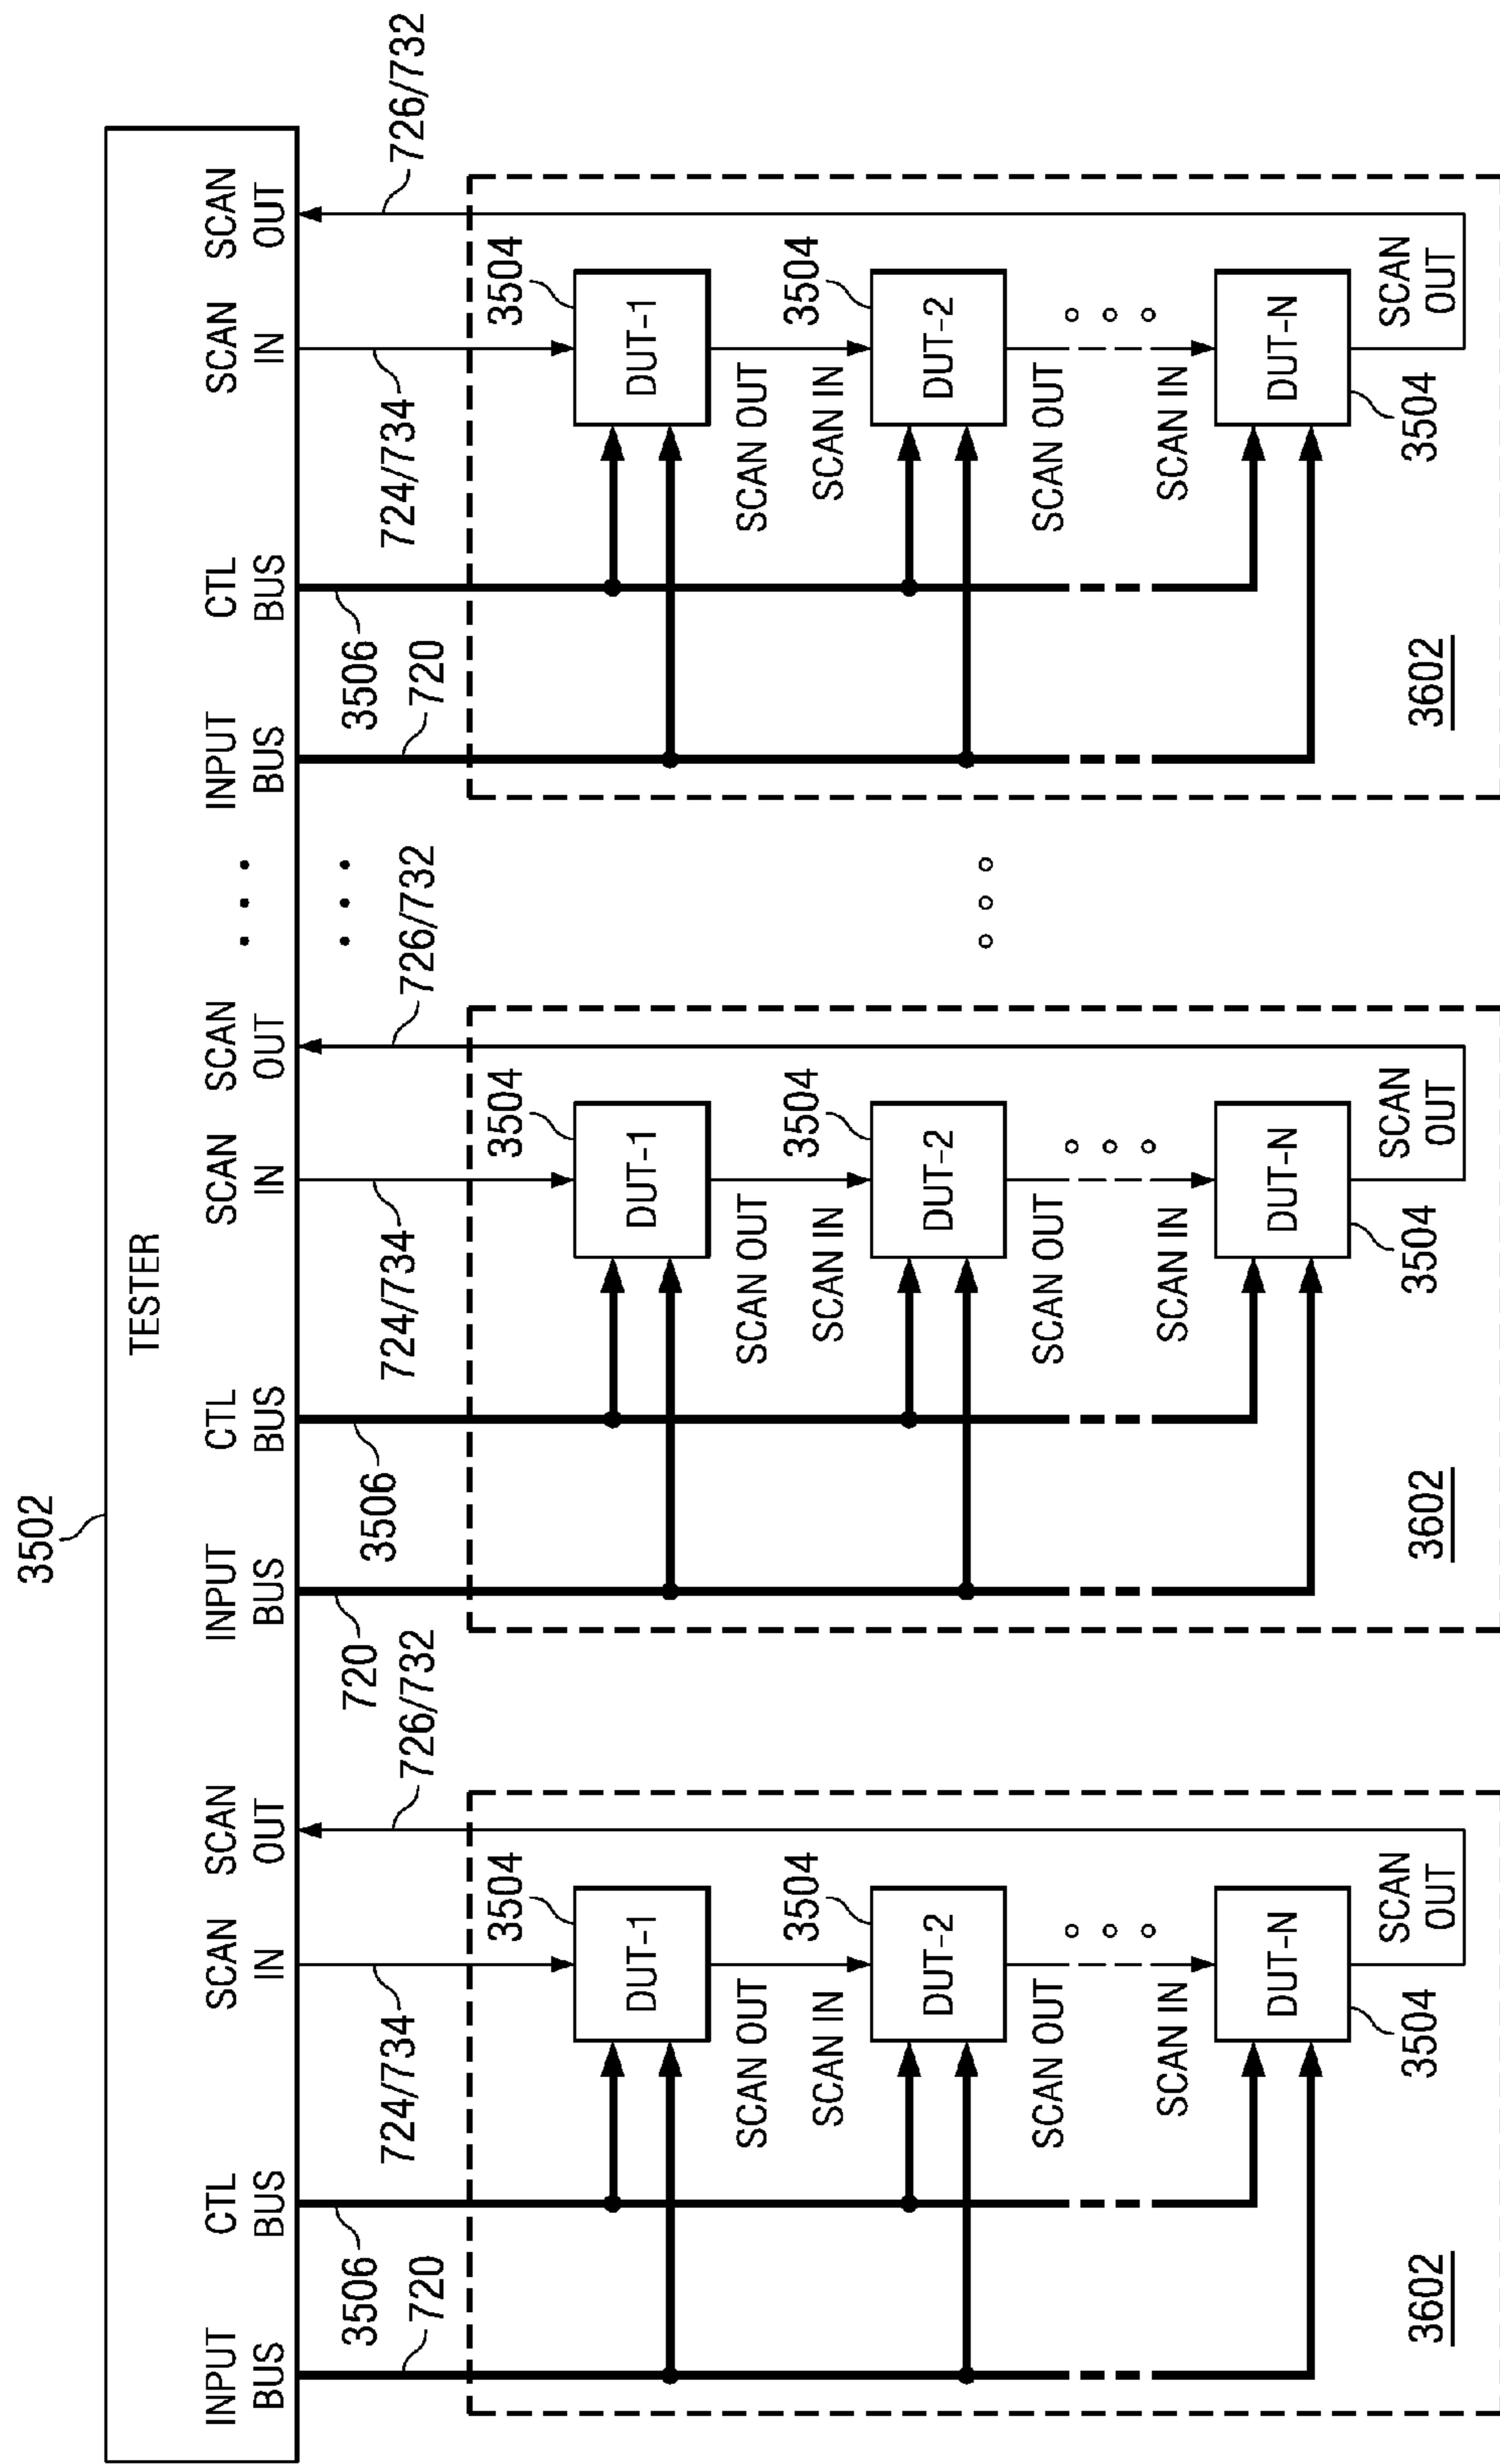 3502
TESTER
INPUT
BUS
CTL
BUS
SCAN
IN
SCAN
OUT
INPUT
BUS
CTL
BUS
SCAN
IN
SCAN
OUT
INPUT
BUS
CTL
BUS
SCAN
IN
SCAN
OUT
3506
720
724/734
726/732
3504
DUT-1
SCAN OUT
SCAN IN
3504
DUT-2
SCAN OUT
SCAN IN
DUT-N
3504
SCAN
OUT
3602
720
3506
724/734
726/732
3504
DUT-1
SCAN OUT
SCAN IN
3504
DUT-2
SCAN OUT
SCAN IN
DUT-N
3504
SCAN
OUT
3602
3506
720
724/734
726/732
3504
DUT-1
SCAN OUT
SCAN IN
3504
DUT-2
SCAN OUT
SCAN IN
DUT-N
3504
SCAN
OUT
3602